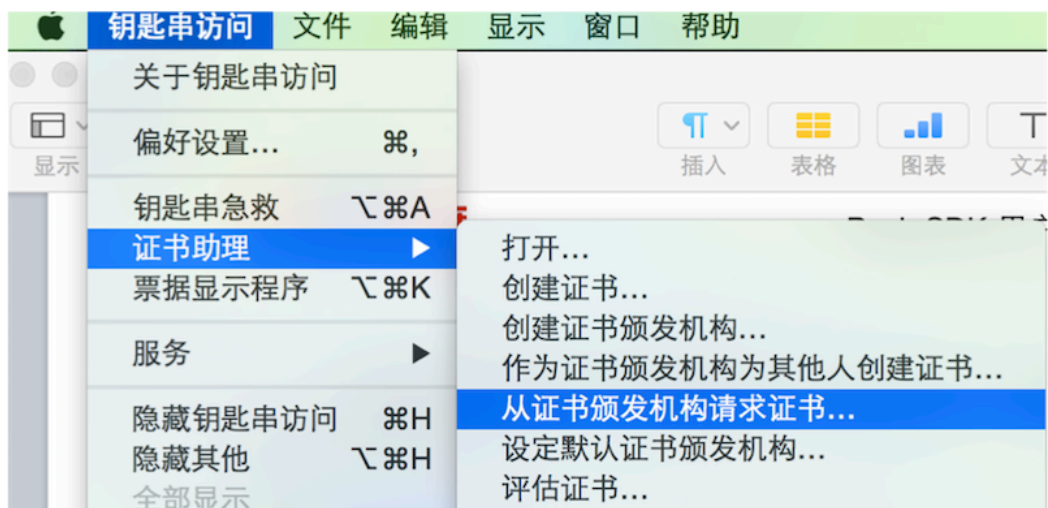 钥匙串访问 文件 编辑 显示 窗口 帮助
关于钥匙串访问
偏好设置... ⌘,
显示
插入 表格 图表
钥匙串急救 ⌥⌘A
证书助理 ▶
票据显示程序 ⌥⌘K
服务 ▶
隐藏钥匙串访问 ⌘H
隐藏其他 ⌥⌘H
全部显示
打开...
创建证书...
创建证书颁发机构...
作为证书颁发机构为其他人创建证书...
从证书颁发机构请求证书...
设定默认证书颁发机构...
评估证书...